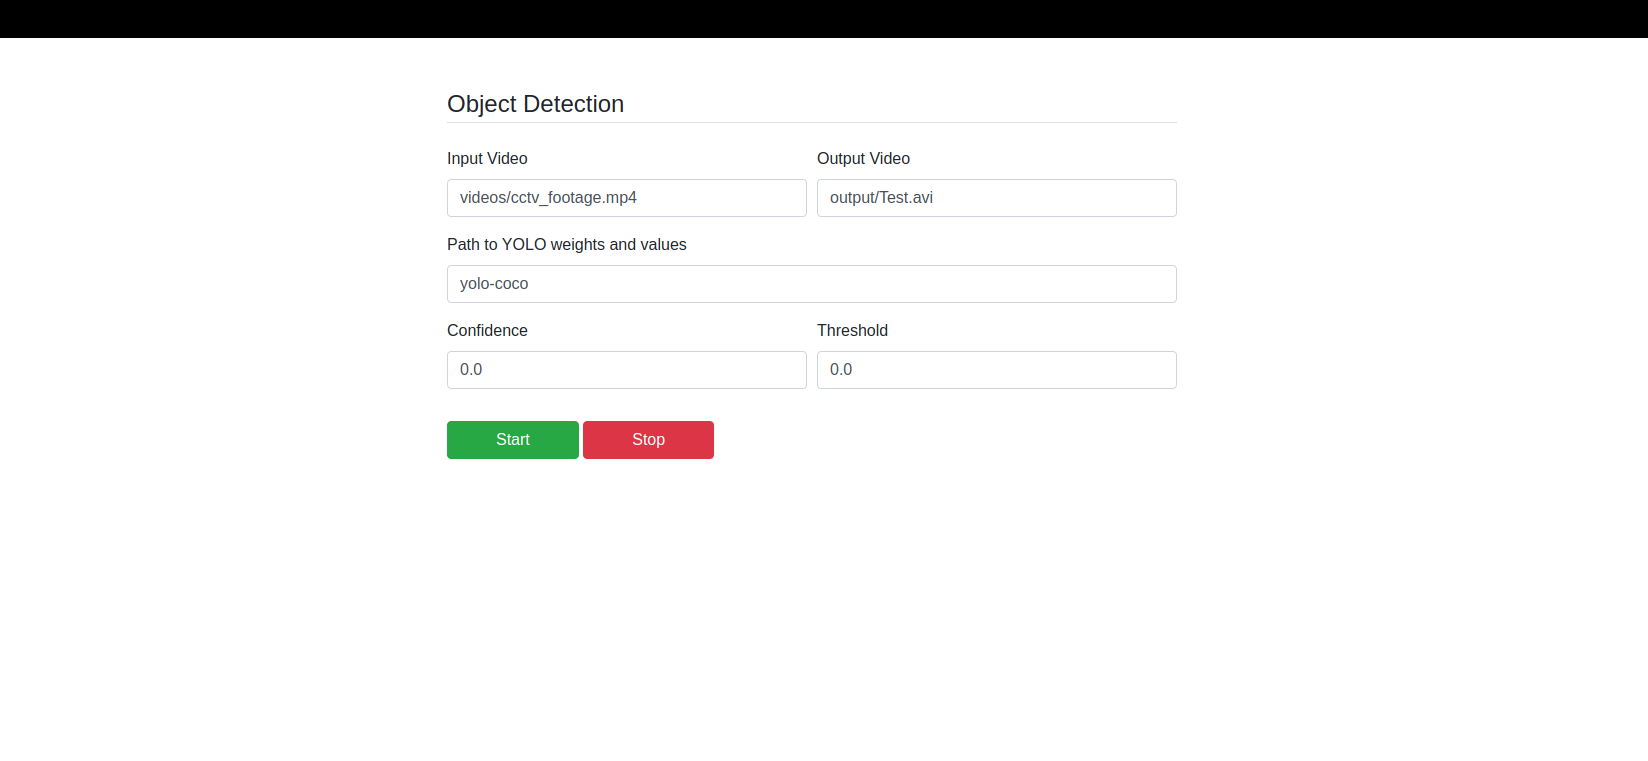 Object Detection
Input Video Output Video
videos/cctv_footage.mp4 output/Test.avi
Path to YOLO weights and values
yolo-coco
Confidence Threshold
0.0 0.0
Start Stop